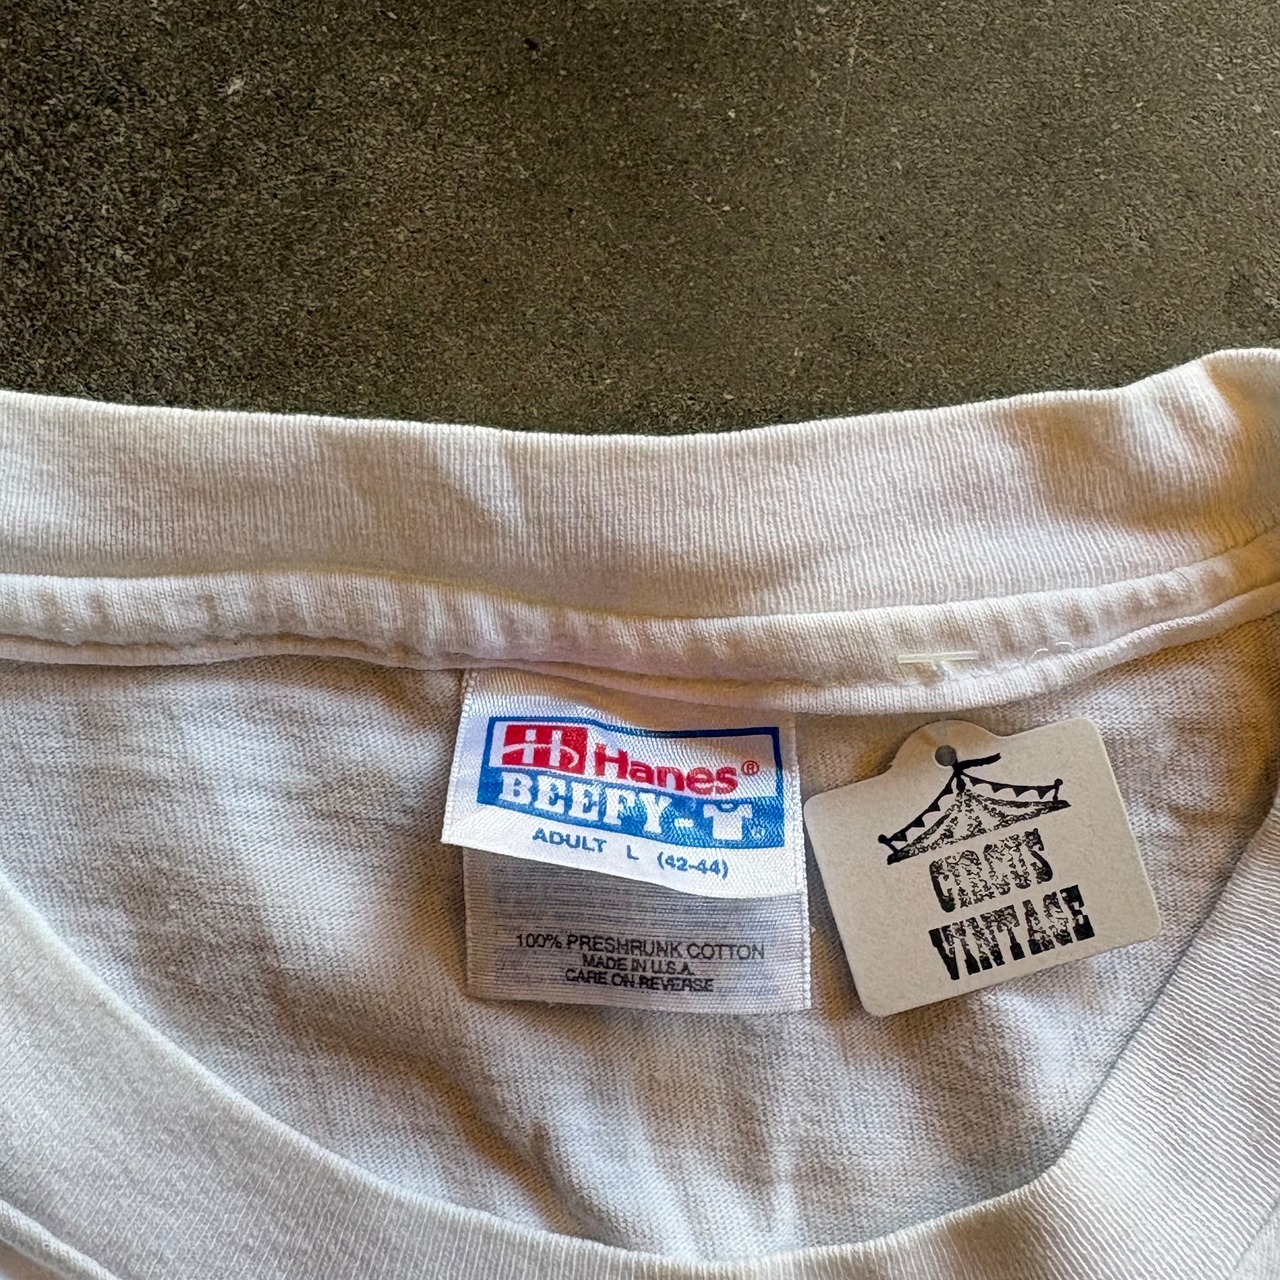 Hanes®
BEEFY-T®
ADULT L (42-44)
100% PRESHRUNK COTTON
MADE IN U.S.A.
CARE ON REVERSE
CIRCUS
VINTAGE